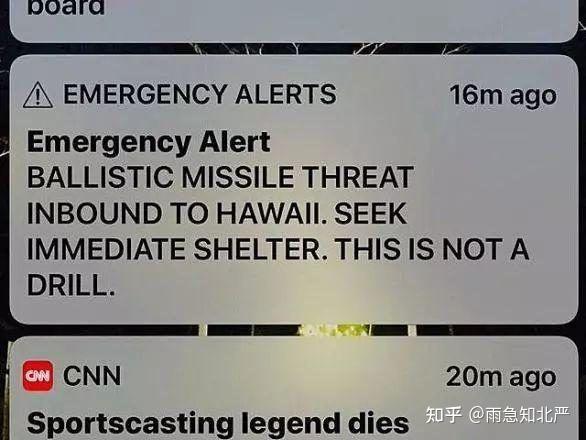 board
EMERGENCY ALERTS 16m ago
Emergency Alert
BALLISTIC MISSILE THREAT
INBOUND TO HAWAII. SEEK
IMMEDIATE SHELTER. THIS IS NOT A
DRILL.
CNN CNN 20m ago
Sportscasting legend dies
知乎 @雨急知北严